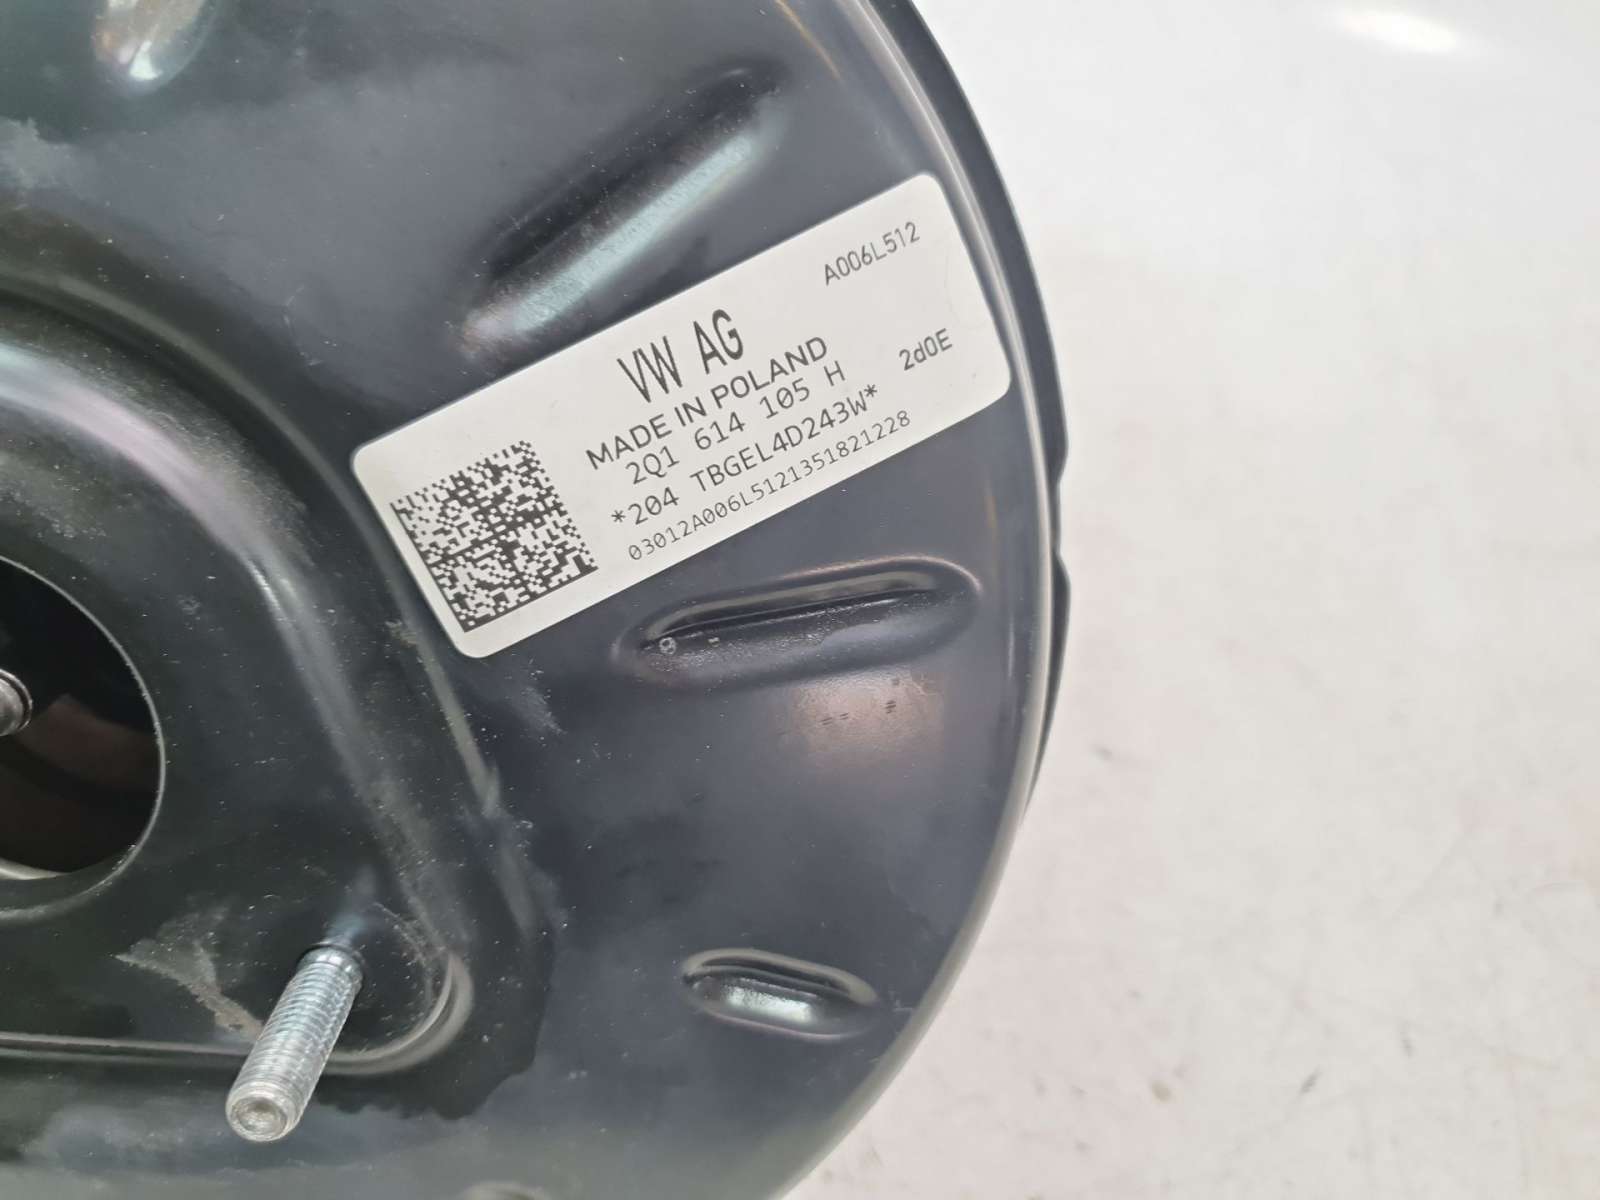 A006L512
VW AG
MADE IN POLAND
2d0E
2Q1 614 105 H
*204 TBGEL4D243W*
03012A006L5121351821228